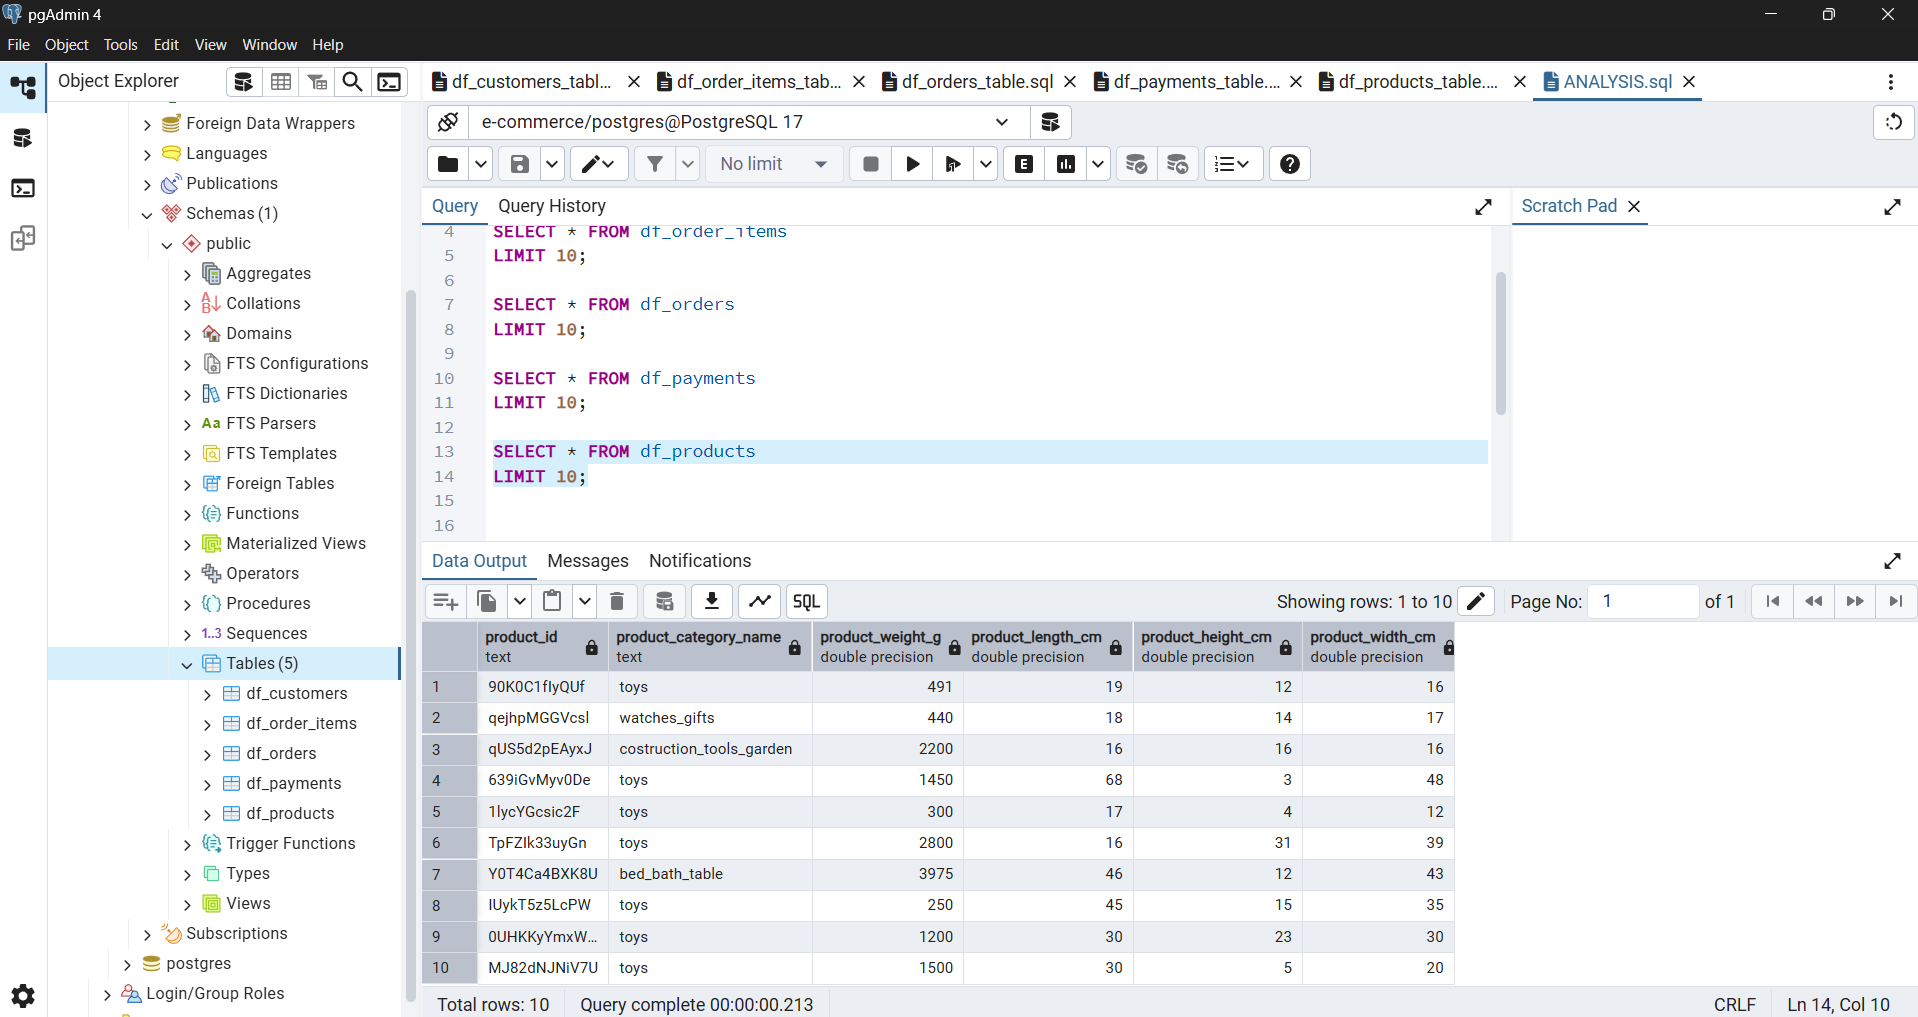 pgAdmin 4
File Object Tools Edit View Window Help
Object Explorer
Foreign Data Wrappers
Languages
Publications
Schemas (1)
public
Aggregates
Collations
Domains
FTS Configurations
FTS Dictionaries
Aa FTS Parsers
FTS Templates
Foreign Tables
Functions
Materialized Views
Operators
Procedures
1..3 Sequences
Tables (5)
df_customers
df_order_items
df_orders
df_payments
df_products
Trigger Functions
Types
Views
Subscriptions
postgres
Login/Group Roles
df_customers_tabl... df_order_items_tab... df_orders_table.sql df_payments_table.... df_products_table.... ANALYSIS.sql
e-commerce/postgres@PostgreSQL 17
No limit E
Query Query History Scratch Pad
4 SELECT * FROM df_order_items
5 LIMIT 10;
6
7 SELECT * FROM df_orders
8 LIMIT 10;
9
10 SELECT * FROM df_payments
11 LIMIT 10;
12
13 SELECT * FROM df_products
14 LIMIT 10;
15
16
Data Output Messages Notifications
SQL Showing rows: 1 to 10 Page No: 1 of 1
product_id product_category_name product_weight_g product_length_cm product_height_cm product_width_cm
text text double precision double precision double precision double precision
1 90K0C1fIyQUf toys 491 19 12 16
2 qejhpMGGVcsl watches_gifts 440 18 14 17
3 qUS5d2pEAyxJ costruction_tools_garden 2200 16 16 16
4 639iGvMyv0De toys 1450 68 3 48
5 1lycYGcsic2F toys 300 17 4 12
6 TpFZIk33uyGn toys 2800 16 31 39
7 Y0T4Ca4BXK8U bed_bath_table 3975 46 12 43
8 IUykT5z5LcPW toys 250 45 15 35
9 0UHKKyYmxW... toys 1200 30 23 30
10 MJ82dNJNiV7U toys 1500 30 5 20
Total rows: 10 Query complete 00:00:00.213 CRLF Ln 14, Col 10